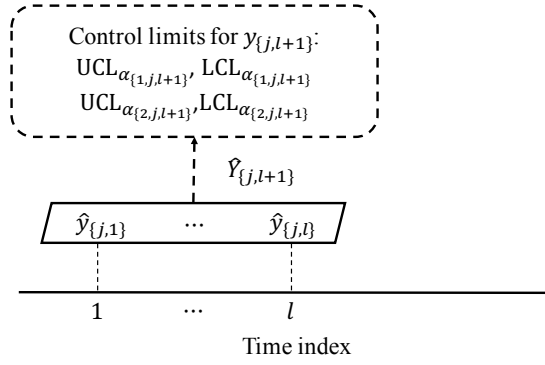 Control limits for y_{j,l+1}:
UCL_{α_{1,j,l+1}}, LCL_{α_{1,j,l+1}}
UCL_{α_{2,j,l+1}},LCL_{α_{2,j,l+1}}
Ŷ_{j,l+1}
ŷ_{j,1} ... ŷ_{j,l}
1 ... l
Time index